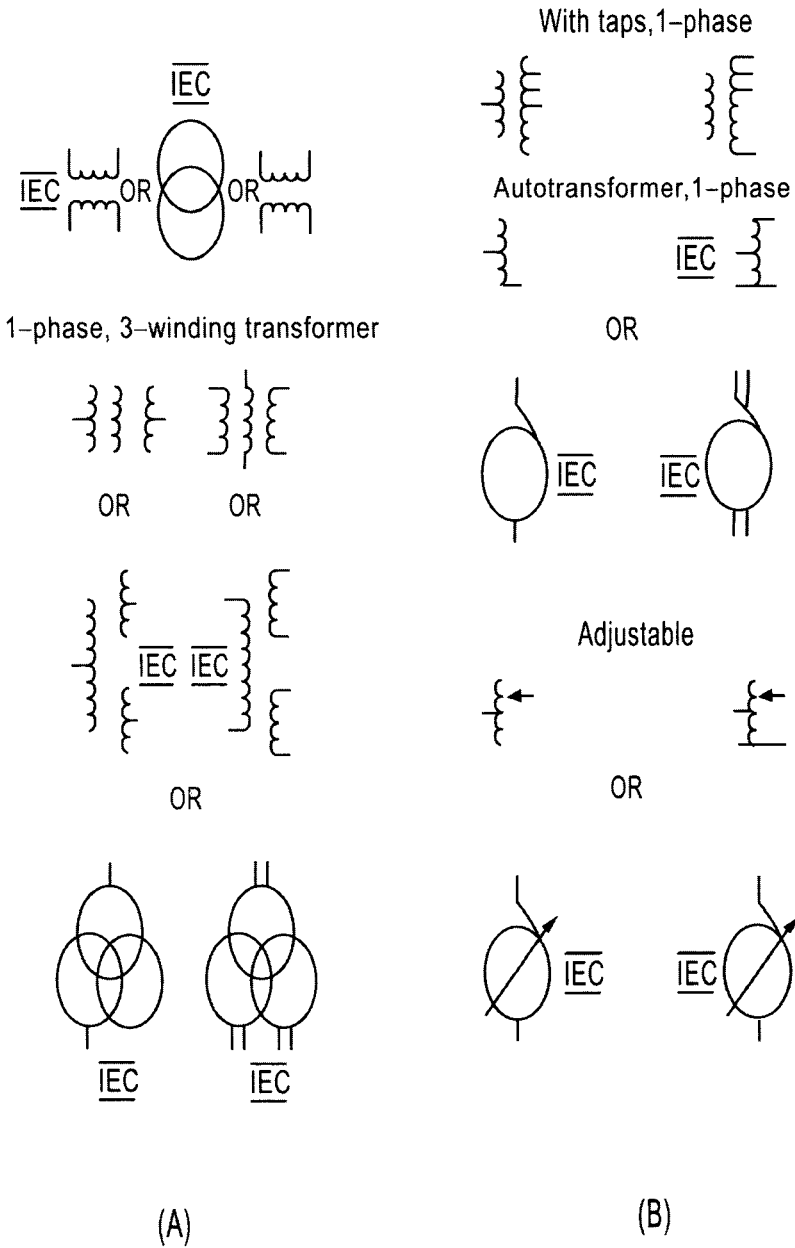 IEC
IEC OR OR
1–phase, 3–winding transformer
OR OR
IEC IEC
OR
IEC IEC
(A)
With taps,1–phase
Autotransformer,1–phase
IEC
OR
IEC IEC
Adjustable
OR
IEC IEC
(B)